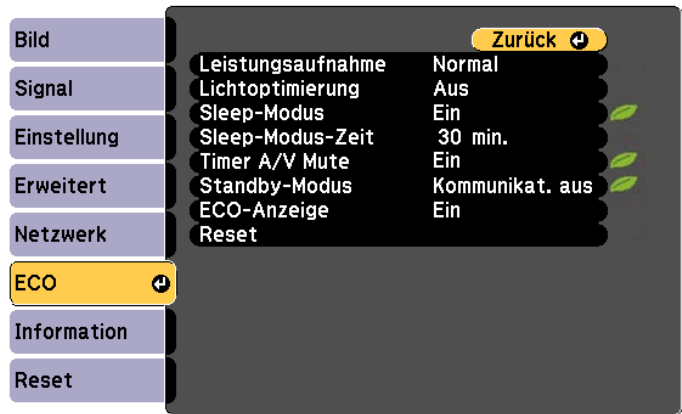 Bild
Signal
Einstellung
Erweitert
Netzwerk
ECO
Information
Reset
Zurück
Leistungsaufnahme Normal
Lichtoptimierung Aus
Sleep-Modus Ein
Sleep-Modus-Zeit 30 min.
Timer A/V Mute Ein
Standby-Modus Kommunikat. aus
ECO-Anzeige Ein
Reset